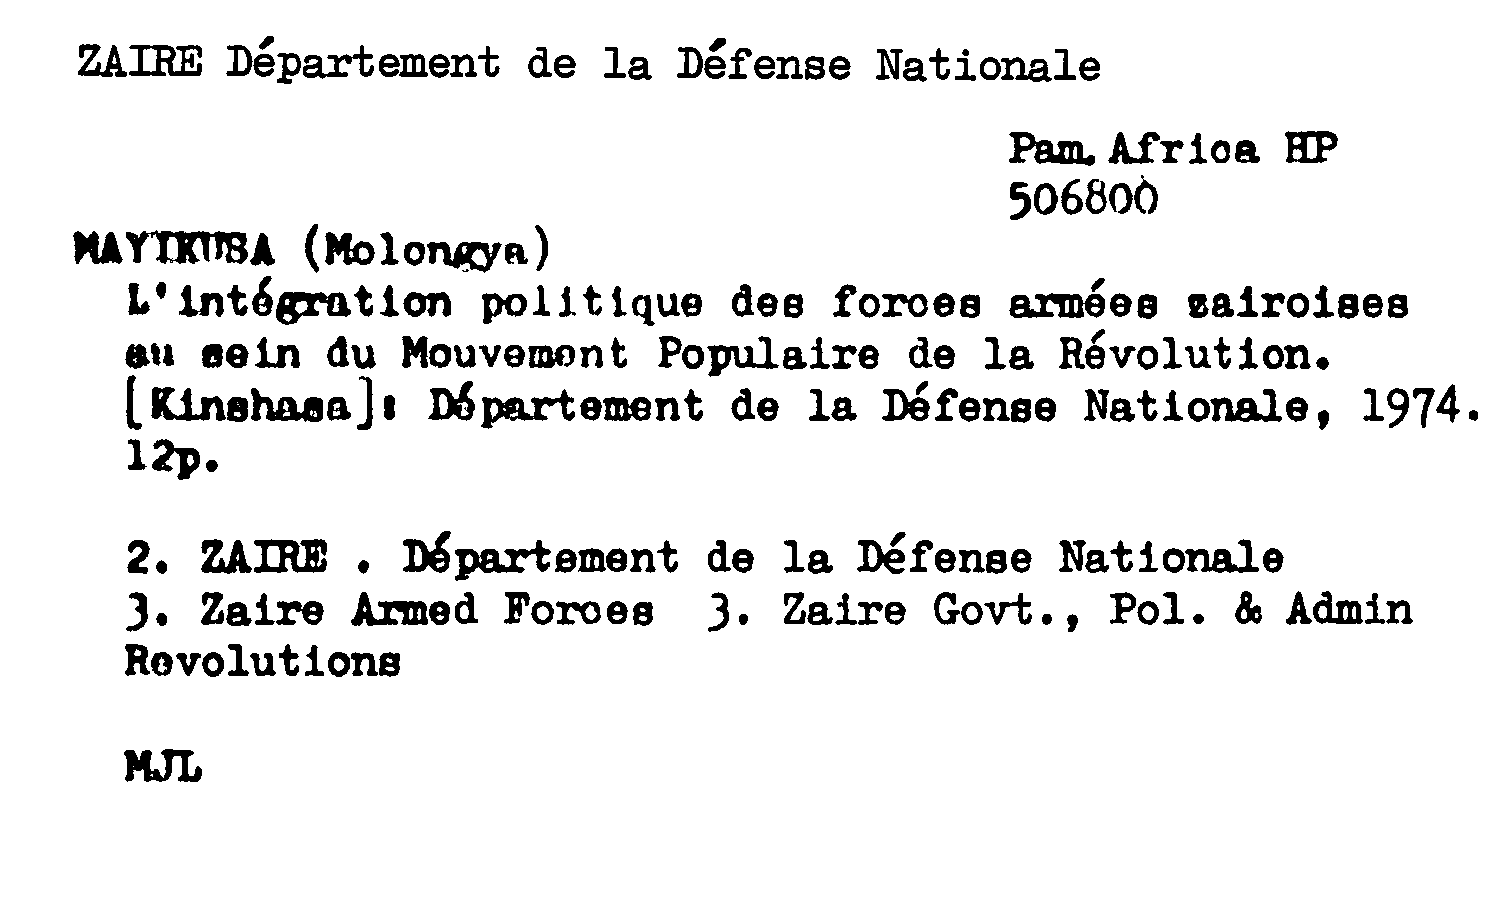 ZAIRE Département de la Défense Nationale
Pam. Africa HP
506800
MAYIKUSA (Molongya)
L'intégration politique des forces armées zairoises
au sein du Mouvement Populaire de la Révolution.
[Kinshasa]: Département de la Défense Nationale, 1974.
12p.
2. ZAIRE . Département de la Défense Nationale
3. Zaire Armed Forces 3. Zaire Govt., Pol. & Admin
Revolutions
MJL